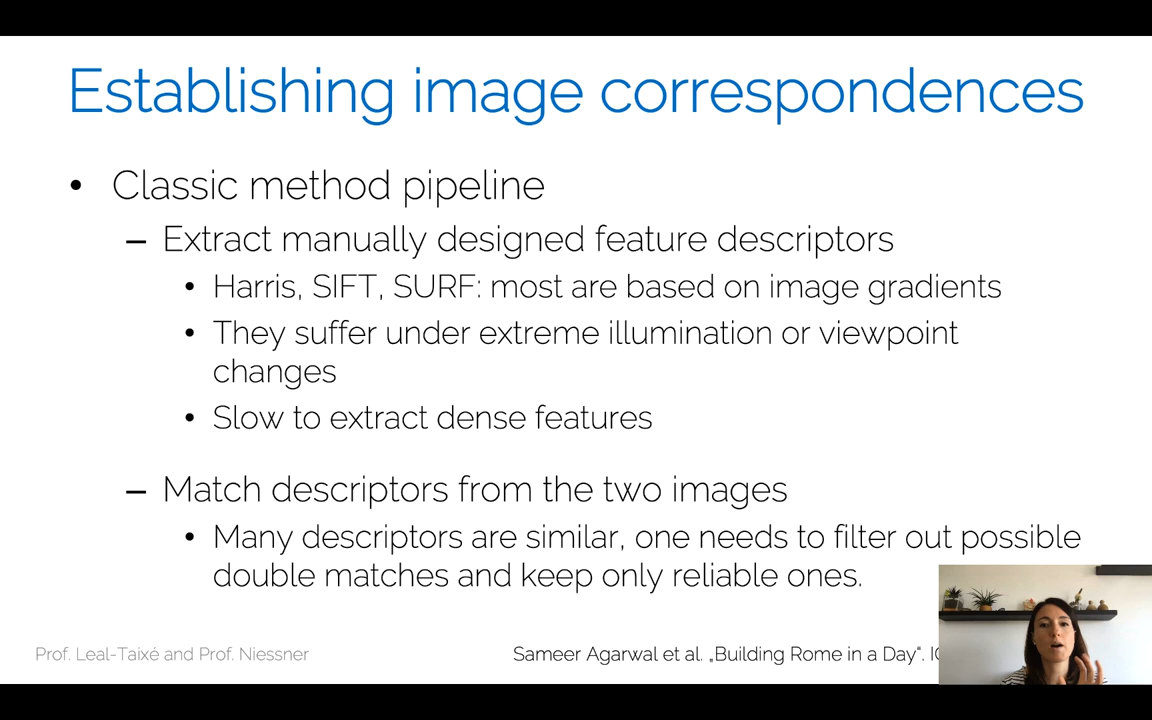 Establishing image correspondences
• Classic method pipeline
– Extract manually designed feature descriptors
• Harris, SIFT, SURF: most are based on image gradients
• They suffer under extreme illumination or viewpoint
changes
• Slow to extract dense features
– Match descriptors from the two images
• Many descriptors are similar, one needs to filter out possible
double matches and keep only reliable ones.
Prof. Leal-Taixé and Prof. Niessner
Sameer Agarwal et al. „Building Rome in a Day“.